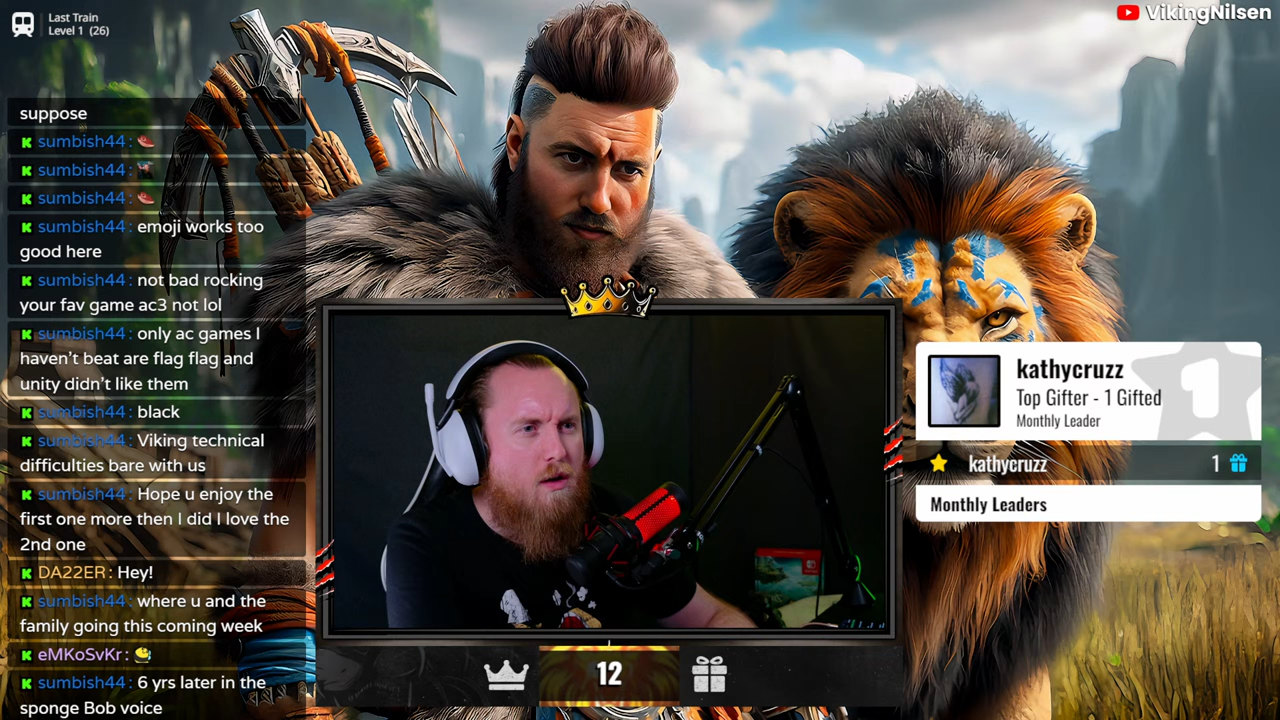 Last Train
Level 1 (26)
VikingNilsen
suppose
sumbish44:
sumbish44:
sumbish44:
sumbish44: emoji works too
good here
sumbish44: not bad rocking
your fav game ac3 not lol
sumbish44: only ac games I
haven't beat are flag flag and
unity didn't like them
sumbish44: black
sumbish44: Viking technical
difficulties bare with us
sumbish44: Hope u enjoy the
first one more then I did I love the
2nd one
DA22ER: Hey!
sumbish44: where u and the
family going this coming week
eMKoSvKr:
sumbish44: 6 yrs later in the
sponge Bob voice
kathycruzz
Top Gifter - 1 Gifted
Monthly Leader
1
kathycruzz 1
Monthly Leaders
12